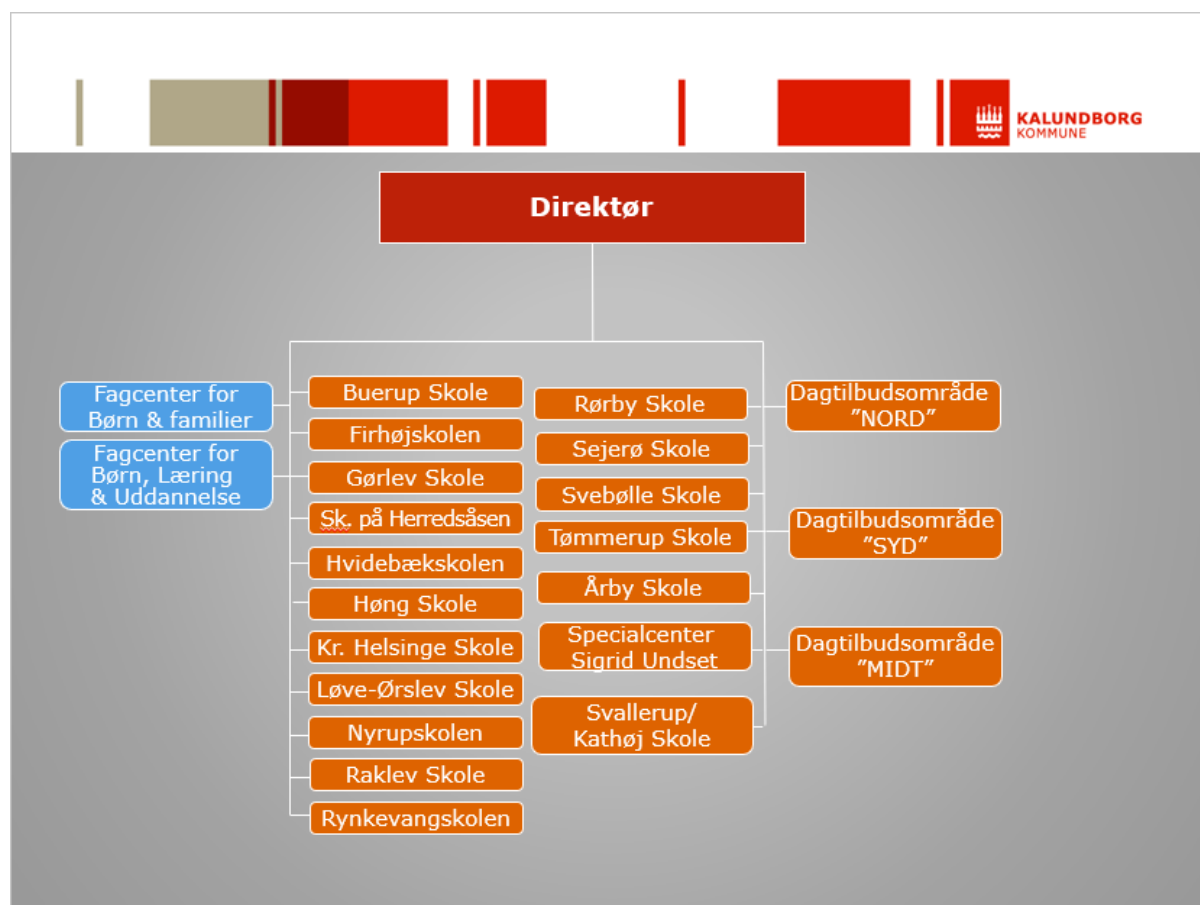 KALUNDBORG
KOMMUNE
Direktør
Fagcenter for
Børn & familier
Fagcenter for
Børn, Læring
& Uddannelse
Buerup Skole
Firhøjskolen
Gørlev Skole
Sk. på Herredsåsen
Hvidebækskolen
Høng Skole
Kr. Helsinge Skole
Løve-Ørslev Skole
Nyrupskolen
Raklev Skole
Rynkevangskolen
Rørby Skole
Sejerø Skole
Svebølle Skole
Tømmerup Skole
Årby Skole
Specialcenter
Sigrid Undset
Svallerup/
Kathøj Skole
Dagtilbudsområde
”NORD”
Dagtilbudsområde
”SYD”
Dagtilbudsområde
”MIDT”